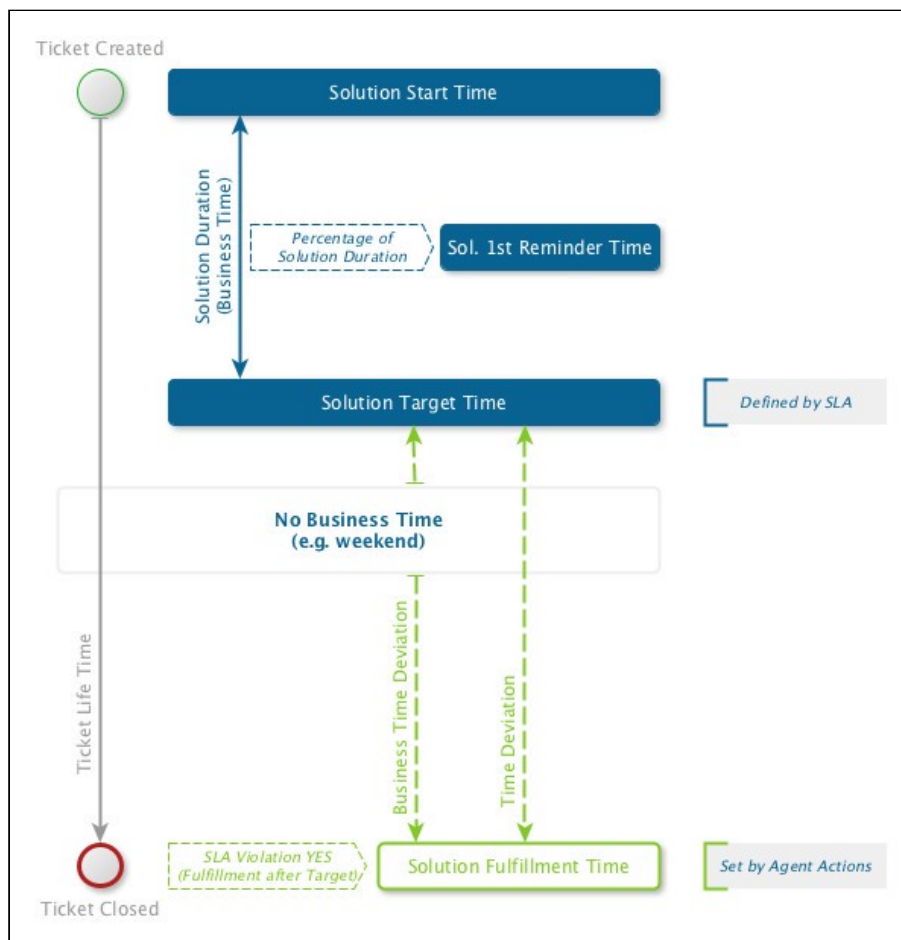 Ticket Created
Solution Start Time
Solution Duration
(Business Time)
Percentage of
Solution Duration
Sol. 1st Reminder Time
Solution Target Time
Defined by SLA
No Business Time
(e.g. weekend)
Ticket Life Time
Business Time Deviation
Time Deviation
SLA Violation YES
(Fulfillment after Target)
Solution Fulfillment Time
Set by Agent Actions
Ticket Closed